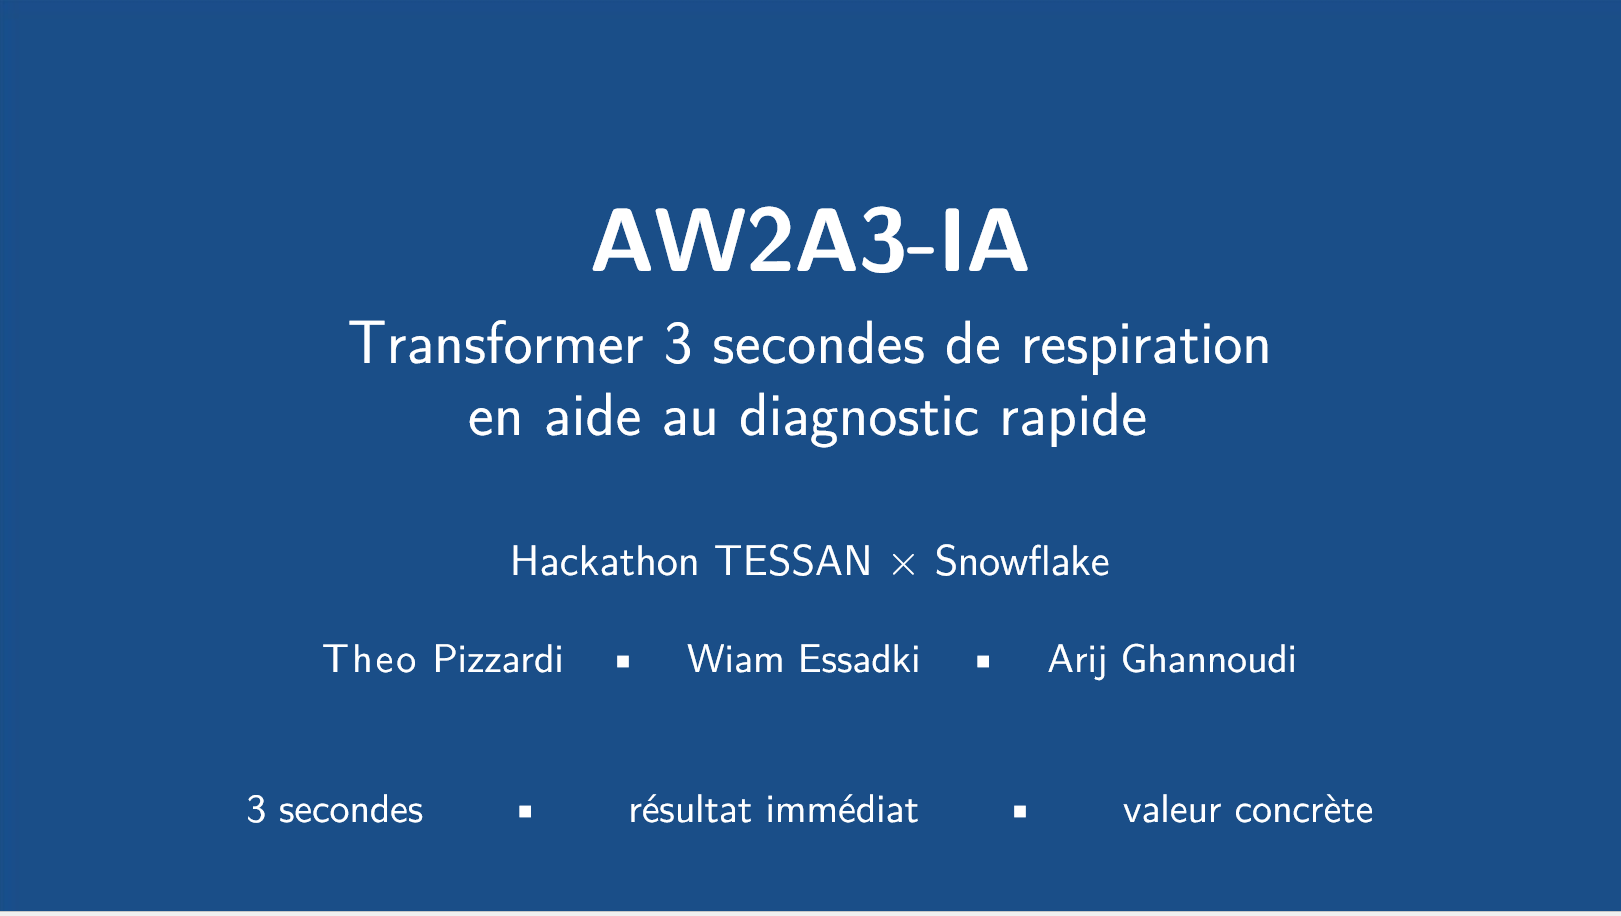 AW2A3-IA
Transformer 3 secondes de respiration
en aide au diagnostic rapide
Hackathon TESSAN × Snowflake
Theo Pizzardi ▪ Wiam Essadki ▪ Arij Ghannoudi
3 secondes ▪ résultat immédiat ▪ valeur concrète